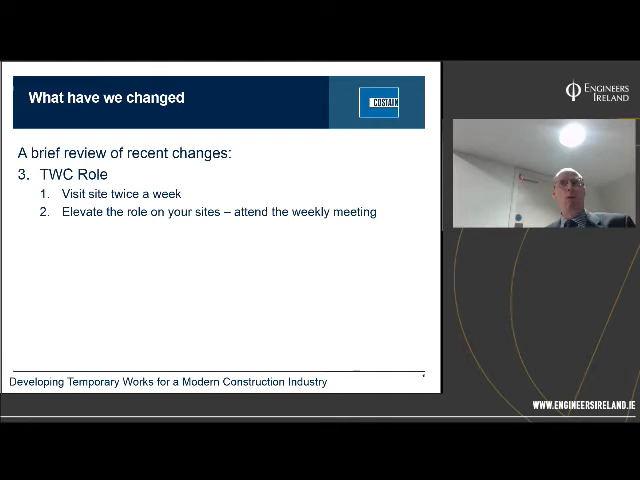 What have we changed
COSTAIN
A brief review of recent changes:
3. TWC Role
1. Visit site twice a week
2. Elevate the role on your sites – attend the weekly meeting
Developing Temporary Works for a Modern Construction Industry
ENGINEERS
IRELAND
WWW.ENGINEERSIRELAND.IE